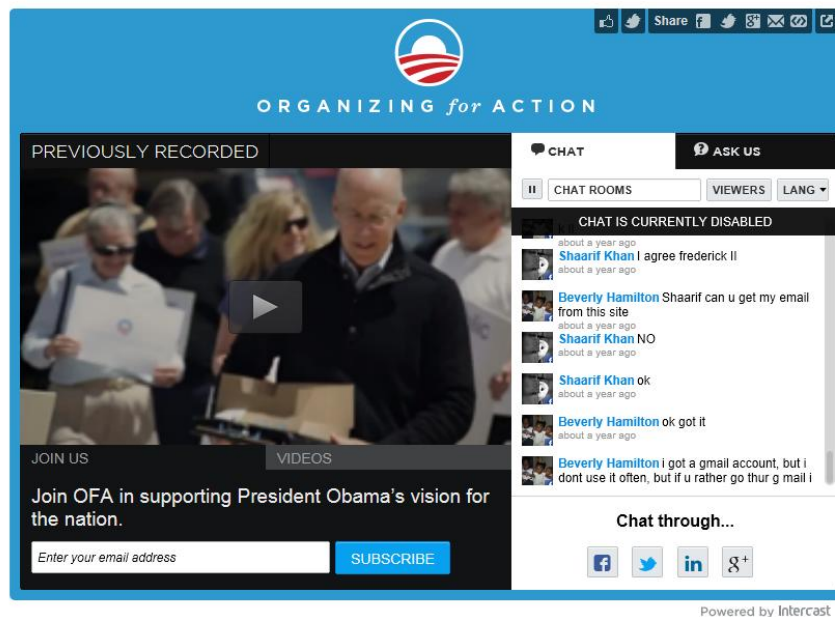 Share
ORGANIZING for ACTION
PREVIOUSLY RECORDED
CHAT
ASK US
CHAT ROOMS
VIEWERS
LANG
CHAT IS CURRENTLY DISABLED
about a year ago
Shaarif Khan I agree frederick II
about a year ago
Beverly Hamilton Shaarif can u get my email
from this site
about a year ago
Shaarif Khan NO
about a year ago
Shaarif Khan ok
about a year ago
Beverly Hamilton ok got it
about a year ago
Beverly Hamilton i got a gmail account, but i
dont use it often, but if u rather go thur g mail i
JOIN US
VIDEOS
Join OFA in supporting President Obama's vision for
the nation.
Enter your email address
SUBSCRIBE
Chat through...
Powered by Intercast